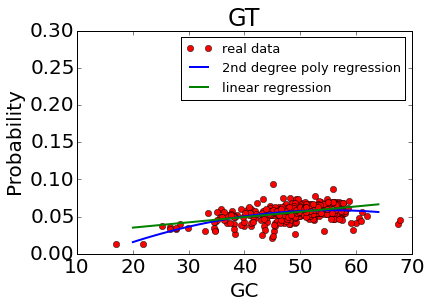 GT
0.30
0.25
0.20
0.15
0.10
0.05
0.00
Probability
real data
2nd degree poly regression
linear regression
10 20 30 40 50 60 70
GC